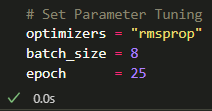 # Set Parameter Tuning
optimizers = "rmsprop"
batch_size = 8
epoch      = 25
✓ 0.0s